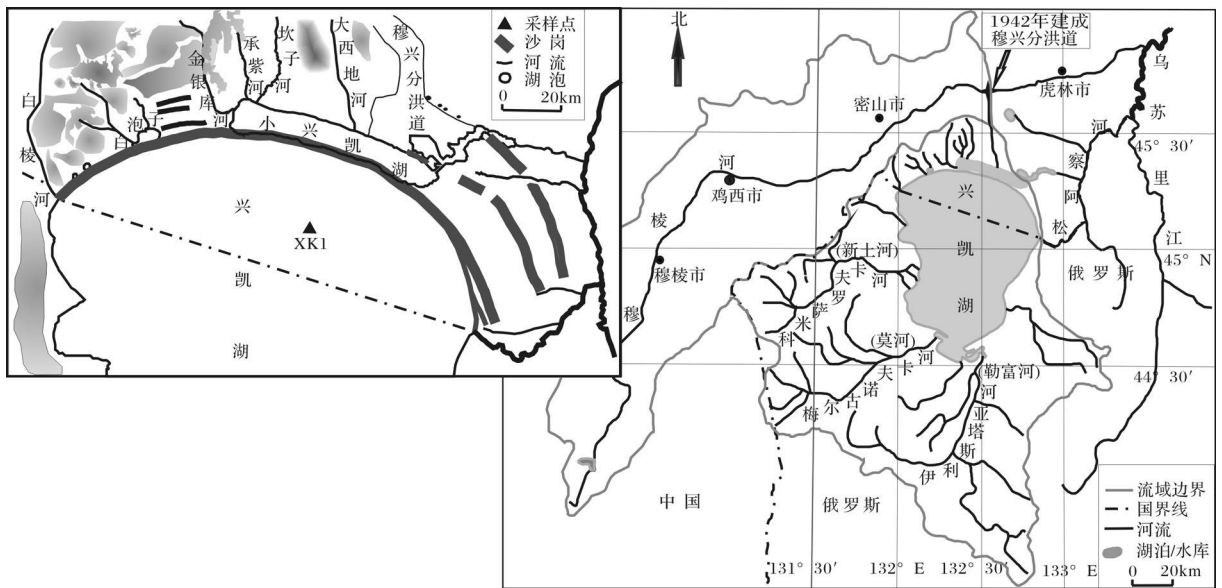 采样点
沙岗
河流
湖泡
0 20km
白棱河
白泡子
金银库河
承紫河
坎子河
大西地河
穆兴分洪道
小兴凯湖
兴凯湖
XK1
北
1942年建成
穆兴分洪道
密山市
虎林市
鸡西市
穆棱市
穆棱河
乌苏里江
松阿察河
兴凯湖
(新土河)
科米萨罗夫卡河
(莫河)
梅尔古诺夫卡河
(勒富河)
伊利斯塔亚河
俄罗斯
中国
俄罗斯
45° 30′
45° N
44° 30′
131° 30′
132° E
132° 30′
133° E
流域边界
国界线
河流
湖泊/水库
0 20km